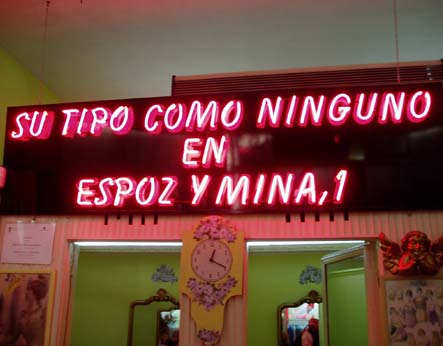 SU TIPO COMO NINGUNO
EN
ESPOZ Y MINA, 1